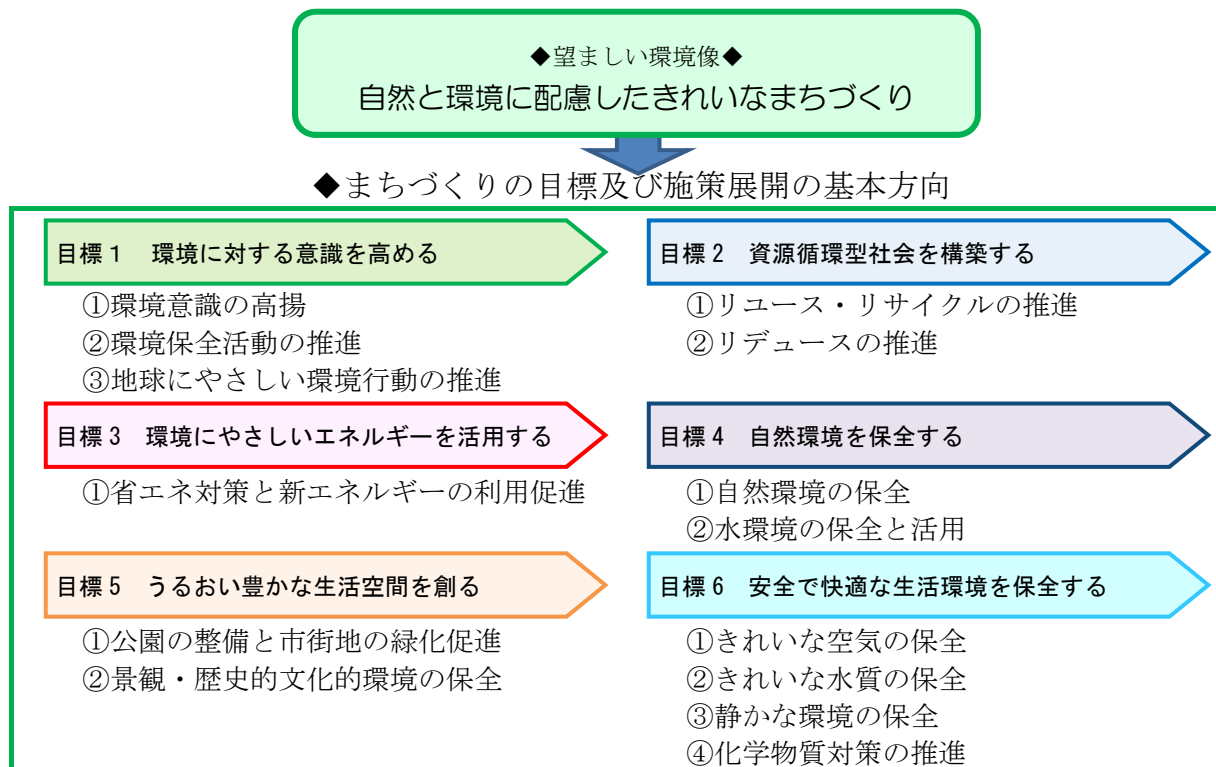 ◆望ましい環境像◆
自然と環境に配慮したきれいなまちづくり
◆まちづくりの目標及び施策展開の基本方向
目標1 環境に対する意識を高める
①環境意識の高揚
②環境保全活動の推進
③地球にやさしい環境行動の推進
目標2 資源循環型社会を構築する
①リユース・リサイクルの推進
②リデュースの推進
目標3 環境にやさしいエネルギーを活用する
①省エネ対策と新エネルギーの利用促進
目標4 自然環境を保全する
①自然環境の保全
②水環境の保全と活用
目標5 うるおい豊かな生活空間を創る
①公園の整備と市街地の緑化促進
②景観・歴史的文化的環境の保全
目標6 安全で快適な生活環境を保全する
①きれいな空気の保全
②きれいな水質の保全
③静かな環境の保全
④化学物質対策の推進